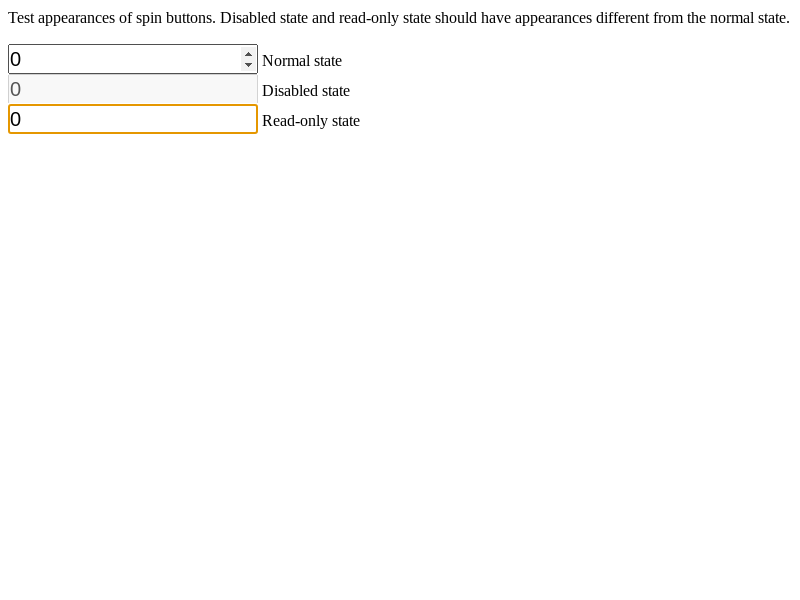 Test appearances of spin buttons. Disabled state and read-only state should have appearances different from the normal state.
0 Normal state
0 Disabled state
0 Read-only state